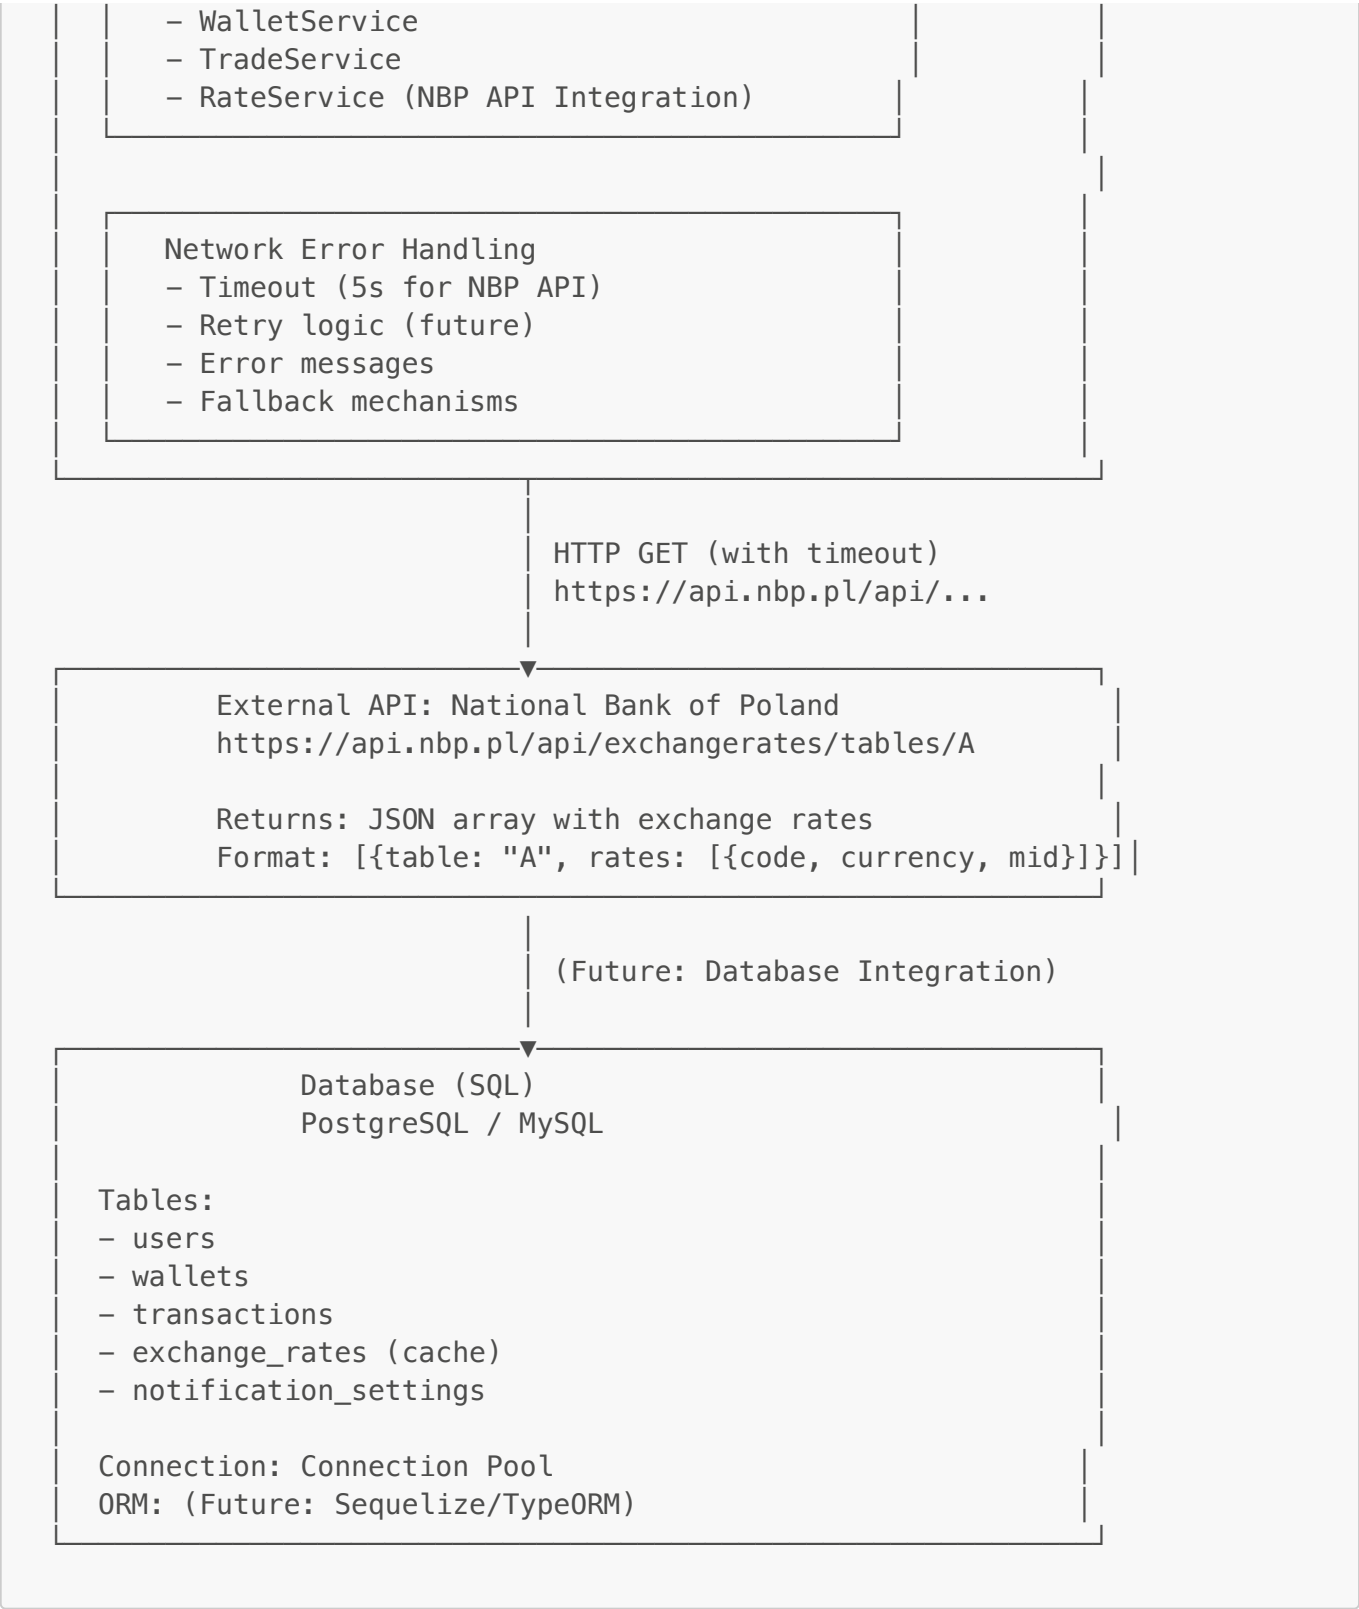 - WalletService
- TradeService
- RateService (NBP API Integration)
Network Error Handling
- Timeout (5s for NBP API)
- Retry logic (future)
- Error messages
- Fallback mechanisms
HTTP GET (with timeout)
https://api.nbp.pl/api/...
External API: National Bank of Poland
https://api.nbp.pl/api/exchangerates/tables/A
Returns: JSON array with exchange rates
Format: [{table: "A", rates: [{code, currency, mid}]}]
(Future: Database Integration)
Database (SQL)
PostgreSQL / MySQL
Tables:
- users
- wallets
- transactions
- exchange_rates (cache)
- notification_settings
Connection: Connection Pool
ORM: (Future: Sequelize/TypeORM)